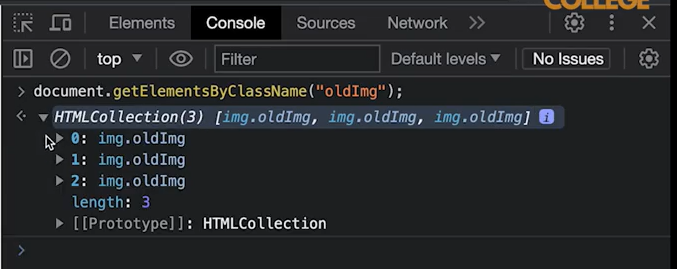 COLLEGE
Elements Console Sources Network
top Filter Default levels No Issues
document.getElementsByClassName("oldImg");
HTMLCollection(3) [img.oldImg, img.oldImg, img.oldImg] i
0: img.oldImg
1: img.oldImg
2: img.oldImg
length: 3
[[Prototype]]: HTMLCollection